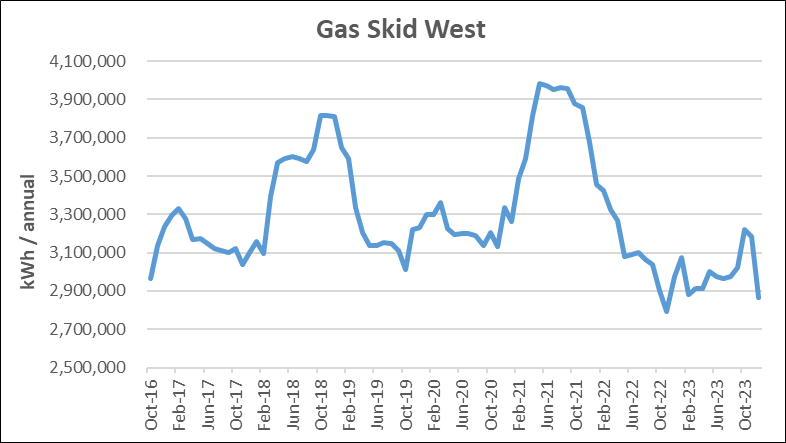 Gas Skid West
kWh / annual
4,100,000
3,900,000
3,700,000
3,500,000
3,300,000
3,100,000
2,900,000
2,700,000
2,500,000
Oct-16
Feb-17
Jun-17
Oct-17
Feb-18
Jun-18
Oct-18
Feb-19
Jun-19
Oct-19
Feb-20
Jun-20
Oct-20
Feb-21
Jun-21
Oct-21
Feb-22
Jun-22
Oct-22
Feb-23
Jun-23
Oct-23